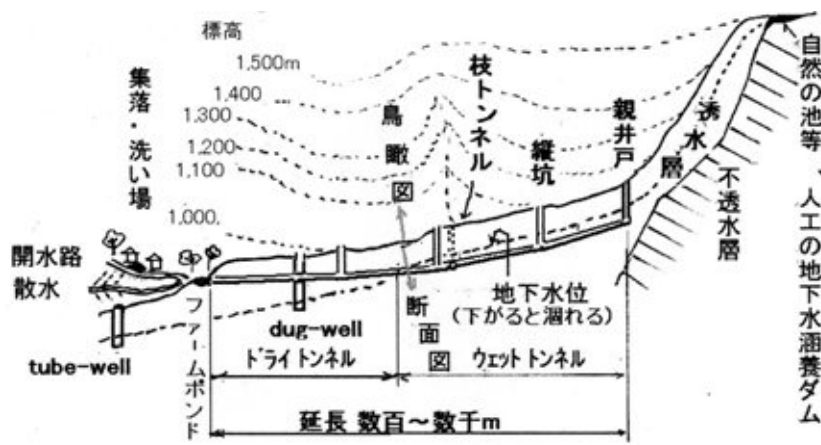 標高
1,500m
1,400
1,300
1,200
1,100
1,000.
集落・洗い場
鳥瞰図
枝トンネル
縦坑
親井戸
透水層
不透水層
自然の池等、人工の地下水涵養ダム
開水路
散水
ファームポンド
tube-well
dug-well
ドライトンネル
断面図
地下水位
(下がると涸れる)
ウェットトンネル
延長 数百～数千m